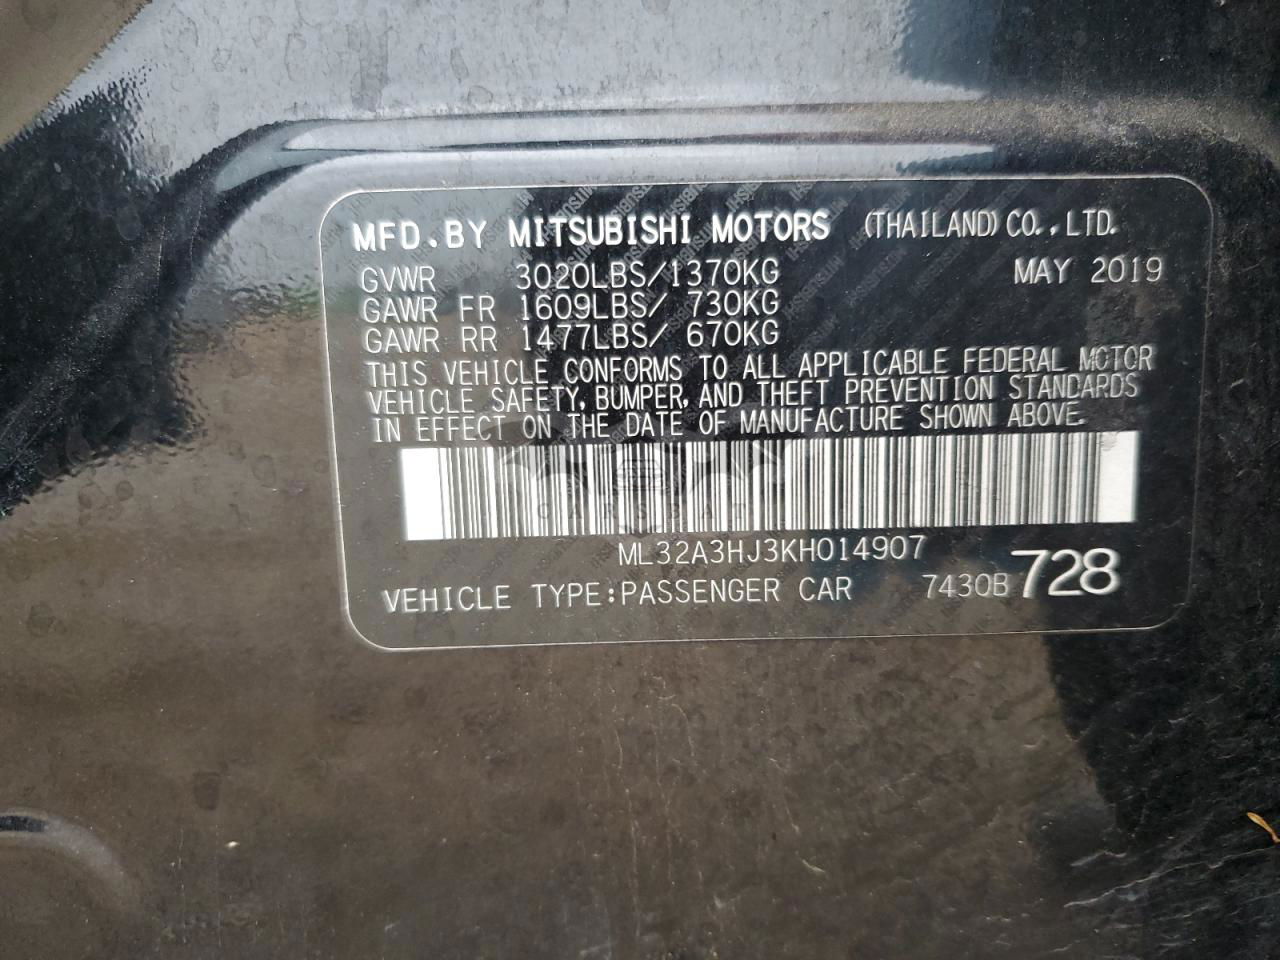 MFD.BY MITSUBISHI MOTORS (THAILAND)CO.,LTD.
GVWR 3020LBS/1370KG MAY 2019
GAWR FR 1609LBS/ 730KG
GAWR RR 1477LBS/ 670KG
THIS VEHICLE CONFORMS TO ALL APPLICABLE FEDERAL MOTOR
VEHICLE SAFETY, BUMPER, AND THEFT PREVENTION STANDARDS
IN EFFECT ON THE DATE OF MANUFACTURE SHOWN ABOVE.
ML32A3HJ3KH014907
VEHICLE TYPE:PASSENGER CAR 7430B 728